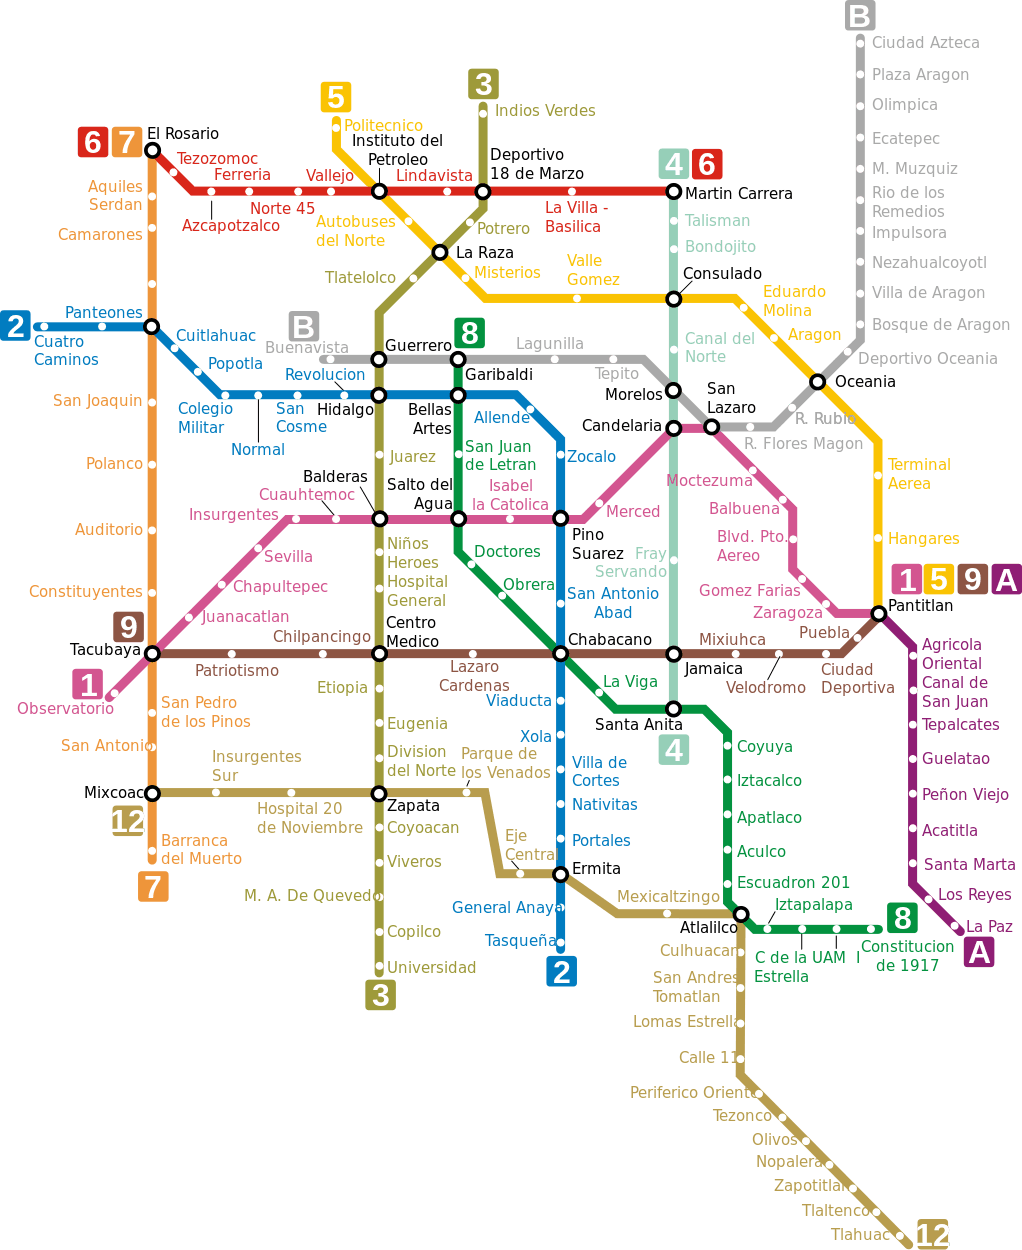 B
Ciudad Azteca
Plaza Aragon
Olimpica
Ecatepec
M. Muzquiz
Rio de los
Remedios
Impulsora
Nezahualcoyotl
Villa de Aragon
Bosque de Aragon
Deportivo Oceania
Oceania
R. Rubio
R. Flores Magon
3
Indios Verdes
5
Politecnico
Instituto del
Petroleo
6 7
El Rosario
Tezozomoc
Ferreria
Vallejo
Lindavista
Deportivo
18 de Marzo
4 6
Martin Carrera
Aquiles
Serdan
Norte 45
Azcapotzalco
Autobuses
del Norte
Potrero
La Villa -
Basilica
Talisman
Bondojito
Camarones
La Raza
Tlatelolco
Misterios
Valle
Gomez
Consulado
Eduardo
Molina
Aragon
2
Panteones
Cuatro
Caminos
Cuitlahuac
Popotla
B
Buenavista
Guerrero
8
Garibaldi
Lagunilla
Tepito
Canal del
Norte
Revolucion
Morelos
San
Lazaro
San Joaquin
Colegio
Militar
Normal
San
Cosme
Hidalgo
Bellas
Artes
Allende
Candelaria
Zocalo
Juarez
San Juan
de Letran
Polanco
Balderas
Cuauhtemoc
Salto del
Agua
Isabel
la Catolica
Insurgentes
Merced
Moctezuma
Terminal
Aerea
Balbuena
Auditorio
Sevilla
Niños
Heroes
Doctores
Pino
Suarez
Fray
Servando
Blvd. Pto.
Aereo
Hangares
Constituyentes
Chapultepec
Hospital
General
Obrera
San Antonio
Abad
Gomez Farias
Zaragoza
1 5 9 A
Pantitlan
Juanacatlan
9
Tacubaya
Chilpancingo
Centro
Medico
Chabacano
Mixiuhca
Puebla
Patriotismo
Lazaro
Cardenas
Jamaica
Velodromo
Ciudad
Deportiva
1
Observatorio
Agricola
Oriental
Canal de
San Juan
Tepalcates
Guelatao
Peñon Viejo
Acatitla
Santa Marta
Los Reyes
La Paz
A
San Pedro
de los Pinos
Etiopia
Viaducta
La Viga
Santa Anita
4
San Antonio
Insurgentes
Sur
Eugenia
Division
del Norte
Parque de
los Venados
Xola
Villa de
Cortes
Nativitas
Portales
Coyuya
Iztacalco
Apatlaco
Aculco
Escuadron 201
Mixcoac
12
Hospital 20
de Noviembre
Zapata
Coyoacan
Barranca
del Muerto
7
Viveros
Eje
Central
Ermita
M. A. De Quevedo
General Anaya
Mexicaltzingo
Iztapalapa
8
Constitucion
de 1917
Copilco
Tasqueña
2
Atlalilco
C de la
Estrella
UAM I
Universidad
3
Culhuacan
San Andres
Tomatlan
Lomas Estrella
Calle 11
Periferico Oriente
Tezonco
Olivos
Nopalera
Zapotitlan
Tlaltenco
Tlahuac
12